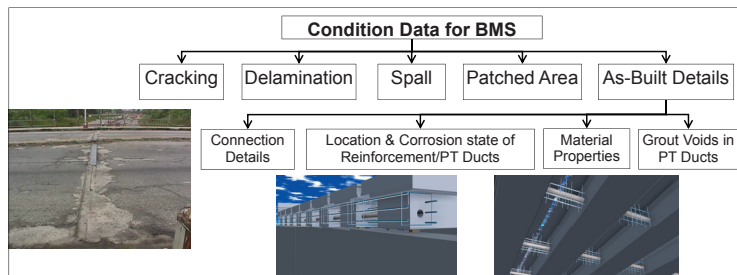 Condition Data for BMS
Cracking
Delamination
Spall
Patched Area
As-Built Details
Connection
Details
Location & Corrosion state of
Reinforcement/PT Ducts
Material
Properties
Grout Voids in
PT Ducts